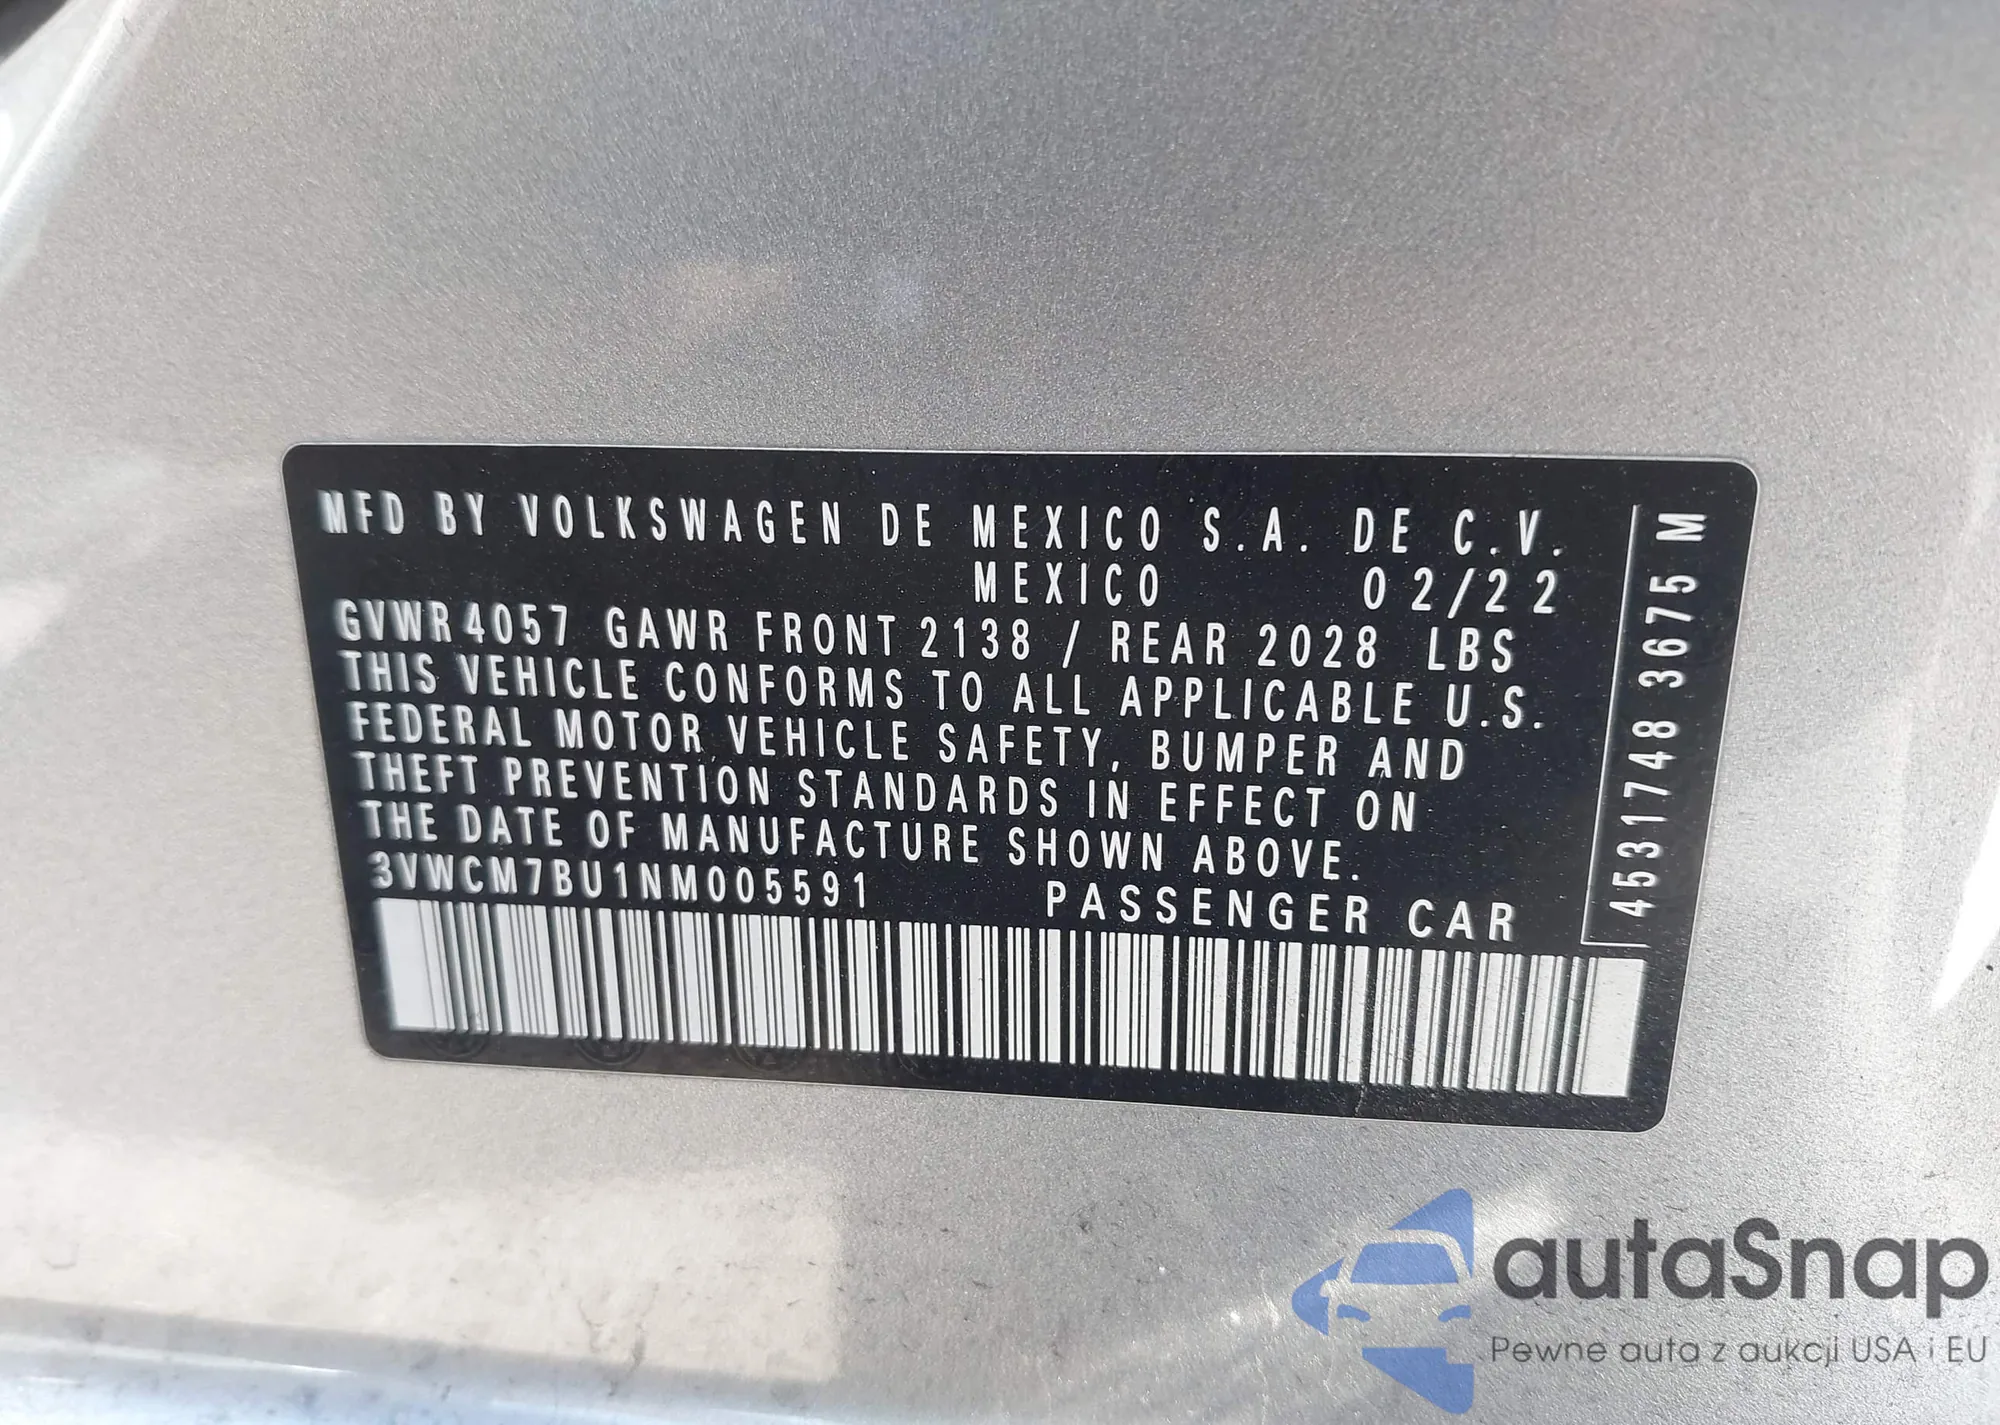 MFD BY VOLKSWAGEN DE MEXICO S.A. DE C.V.
MEXICO 02/22
GVWR 4057 GAWR FRONT 2138 / REAR 2028 LBS
THIS VEHICLE CONFORMS TO ALL APPLICABLE U.S.
FEDERAL MOTOR VEHICLE SAFETY, BUMPER AND
THEFT PREVENTION STANDARDS IN EFFECT ON
THE DATE OF MANUFACTURE SHOWN ABOVE.
3VWCM7BU1NM005591 PASSENGER CAR
4531748 3675 M
autaSnap
Pewne auta z aukcji USA i EU